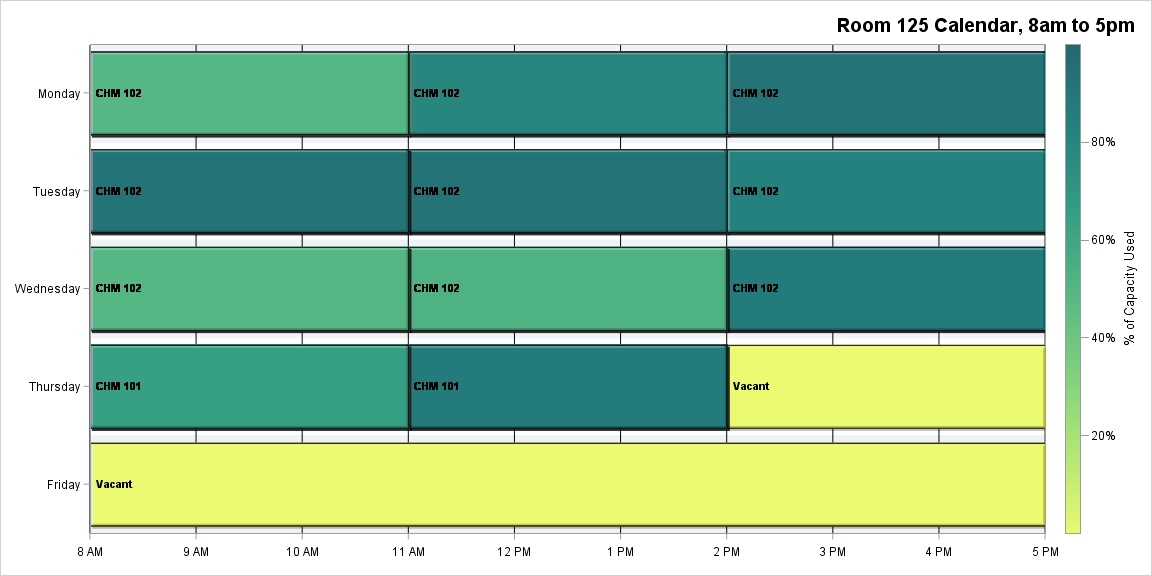 Room 125 Calendar, 8am to 5pm
Monday
CHM 102
CHM 102
CHM 102
Tuesday
CHM 102
CHM 102
CHM 102
Wednesday
CHM 102
CHM 102
CHM 102
Thursday
CHM 101
CHM 101
Vacant
Friday
Vacant
8 AM
9 AM
10 AM
11 AM
12 PM
1 PM
2 PM
3 PM
4 PM
5 PM
80%
60%
40%
20%
% of Capacity Used